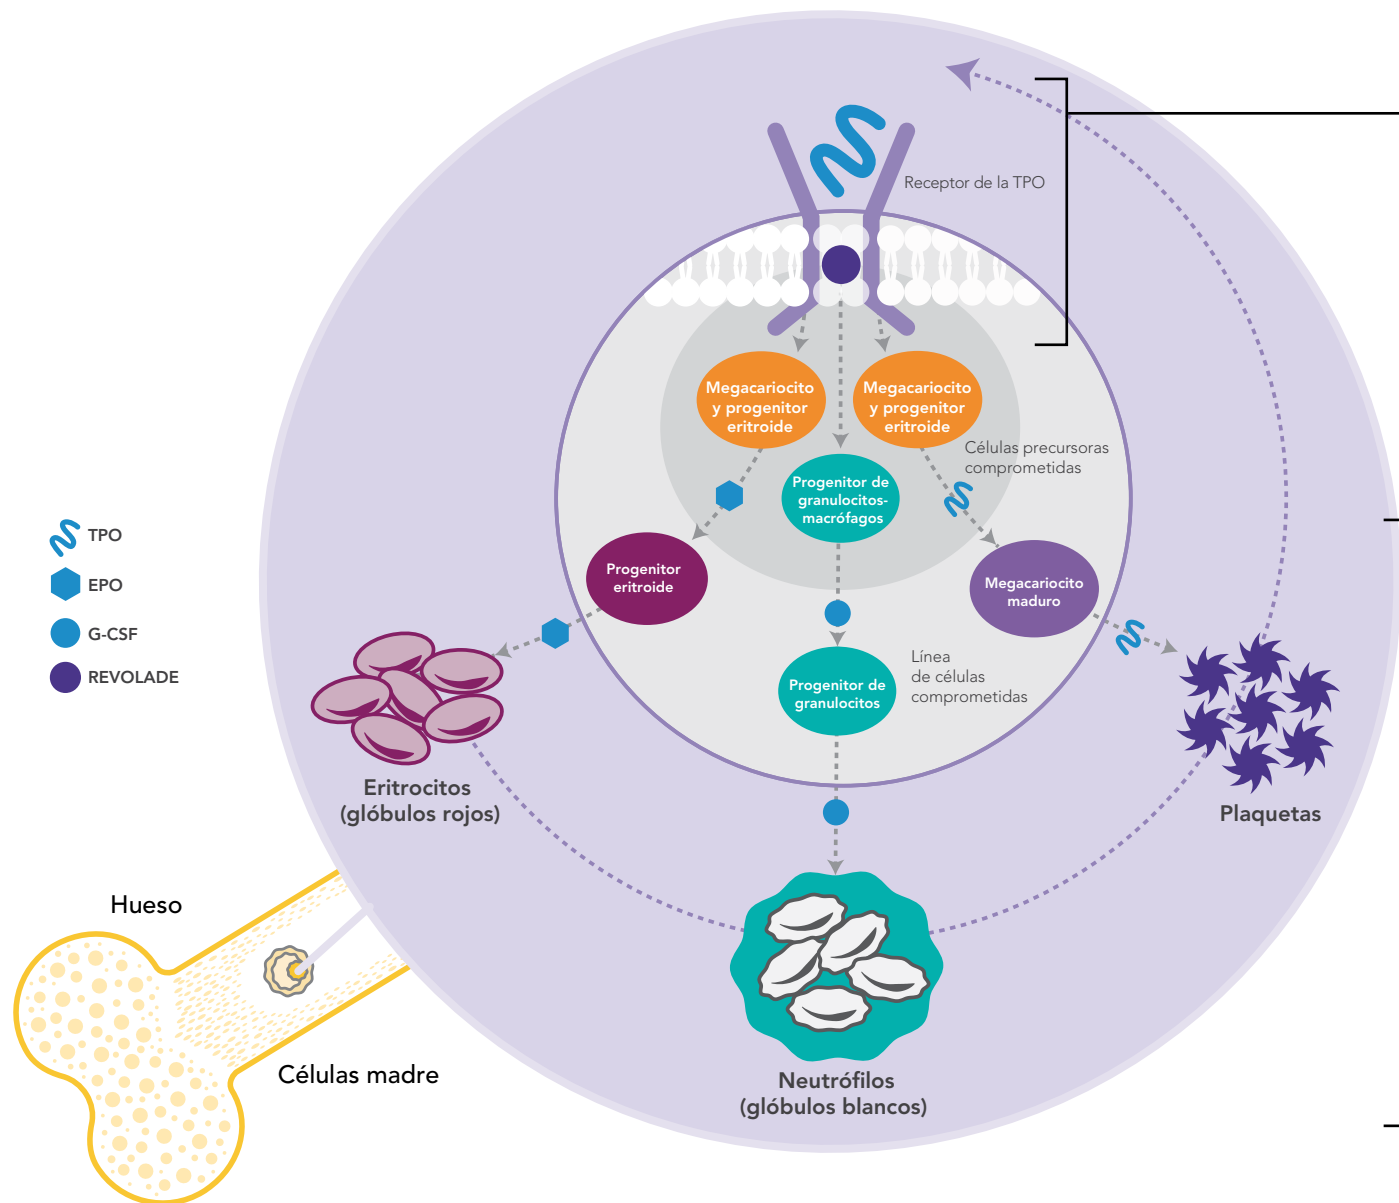 Receptor de la TPO
Megacariocito
y progenitor
eritroide
Megacariocito
y progenitor
eritroide
Células precursoras
comprometidas
Progenitor de
granulocitos-
macrófagos
TPO
EPO
G-CSF
REVOLADE
Progenitor
eritroide
Megacariocito
maduro
Línea
de células
comprometidas
Progenitor de
granulocitos
Eritrocitos
(glóbulos rojos)
Plaquetas
Hueso
Células madre
Neutrófilos
(glóbulos blancos)